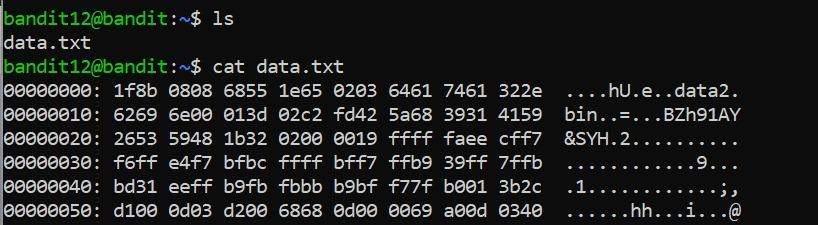 bandit12@bandit:~$ ls
data.txt
bandit12@bandit:~$ cat data.txt
00000000: 1f8b 0808 6855 1e65 0203 6461 7461 322e  ....hU.e..data2.
00000010: 6269 6e00 013d 02c2 fd42 5a68 3931 4159  bin..=...BZh91AY
00000020: 2653 5948 1b32 0200 0019 ffff faee cff7  &SYH.2..........
00000030: f6ff e4f7 bfbc ffff bff7 ffb9 39ff 7ffb  ............9...
00000040: bd31 eeff b9fb fbbb b9bf f77f b001 3b2c  .1............;,
00000050: d100 0d03 d200 6868 0d00 0069 a00d 0340  ......hh...i...@